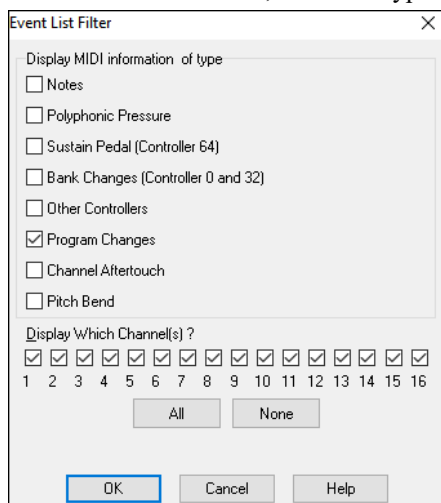 Event List Filter
Display MIDI information of type
Notes
Polyphonic Pressure
Sustain Pedal (Controller 64)
Bank Changes (Controller 0 and 32)
Other Controllers
Program Changes
Channel Aftertouch
Pitch Bend
Display Which Channel(s) ?
1 2 3 4 5 6 7 8 9 10 11 12 13 14 15 16
All None
OK Cancel Help